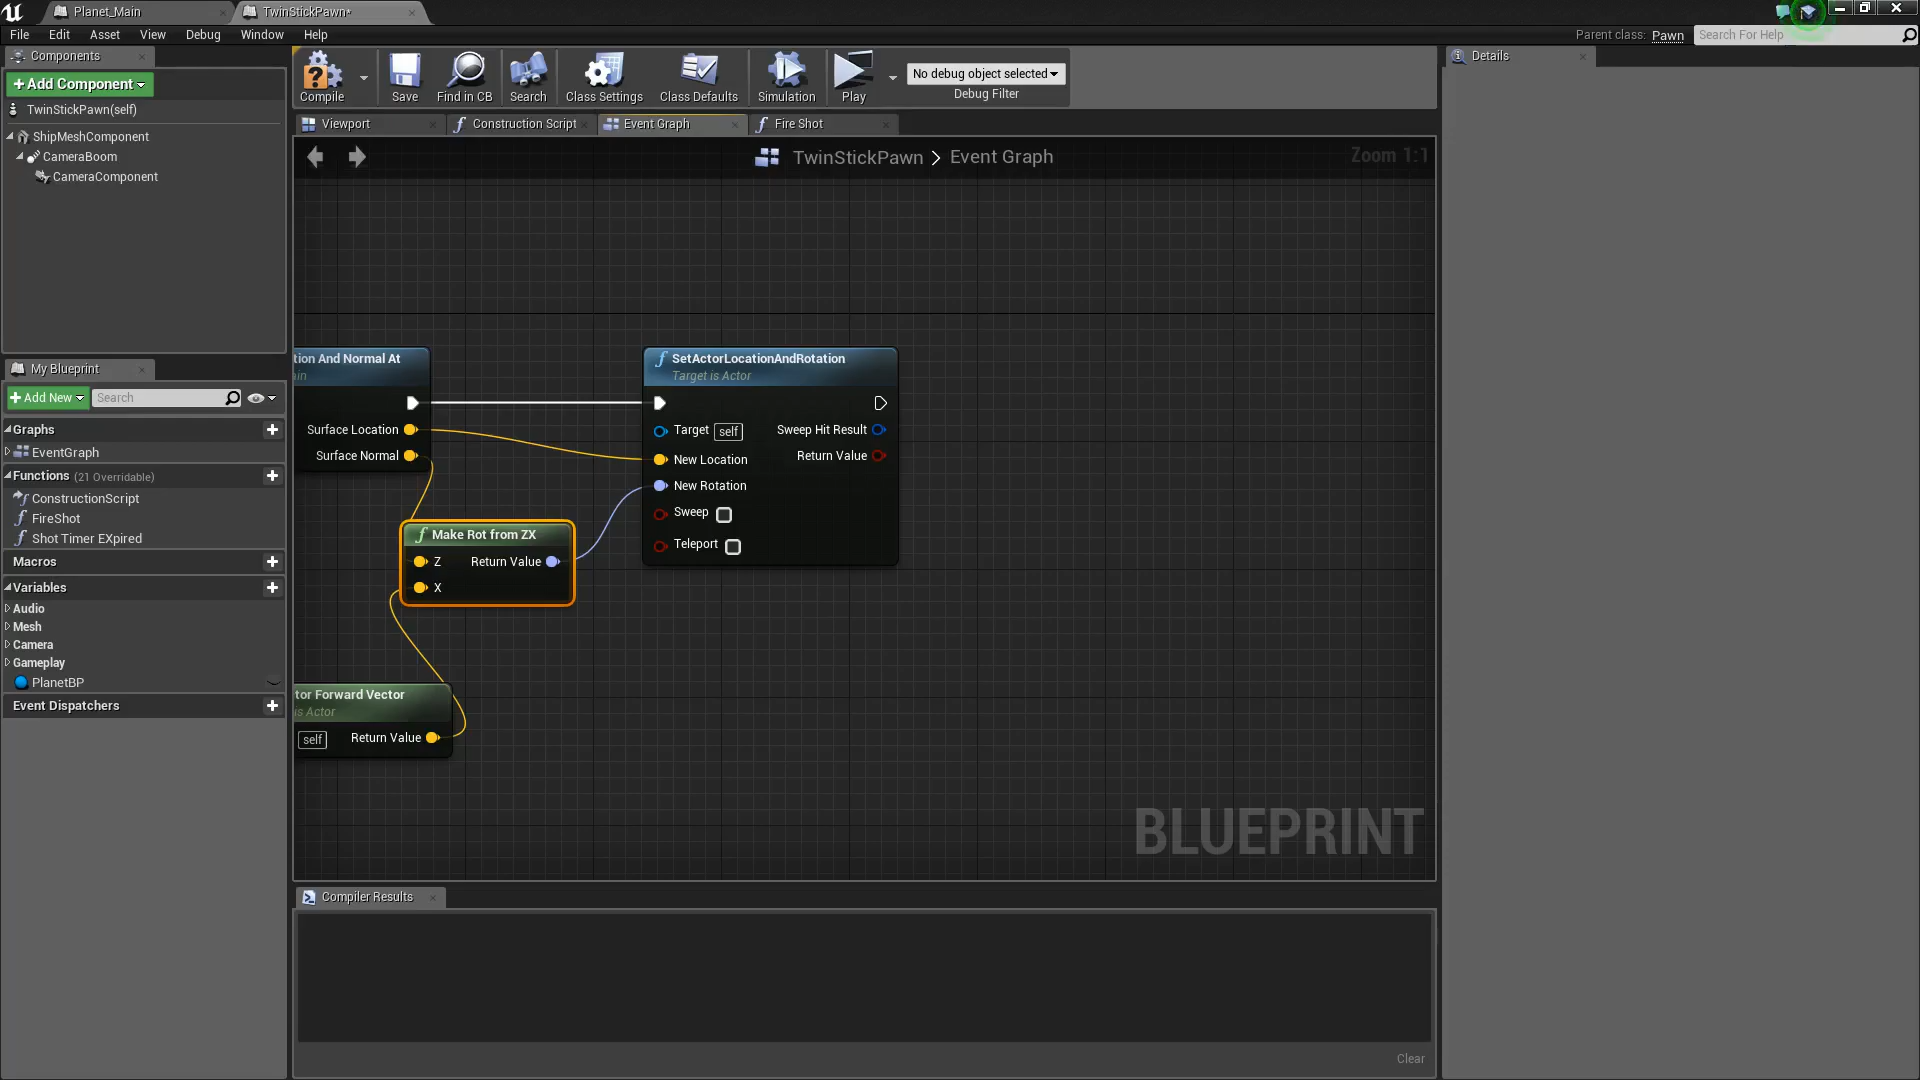 Planet_Main
TwinStickPawn*
File Edit Asset View Debug Window Help
Parent class: Pawn
Search For Help
Components
Add Component
TwinStickPawn(self)
ShipMeshComponent
CameraBoom
CameraComponent
My Blueprint
Add New
Search
Graphs
EventGraph
Functions (21 Overridable)
ConstructionScript
FireShot
Shot Timer EXpired
Macros
Variables
Audio
Mesh
Camera
Gameplay
PlanetBP
Event Dispatchers
Compile Save Find in CB Search Class Settings Class Defaults Simulation Play
No debug object selected
Debug Filter
Viewport Construction Script Event Graph Fire Shot
TwinStickPawn > Event Graph
Zoom 1:1
tion And Normal At
ain
Surface Location
Surface Normal
f Make Rot from ZX
Z Return Value
X
tor Forward Vector
is Actor
self Return Value
f SetActorLocationAndRotation
Target is Actor
Target self Sweep Hit Result
New Location Return Value
New Rotation
Sweep
Teleport
BLUEPRINT
Compiler Results
Clear
Details